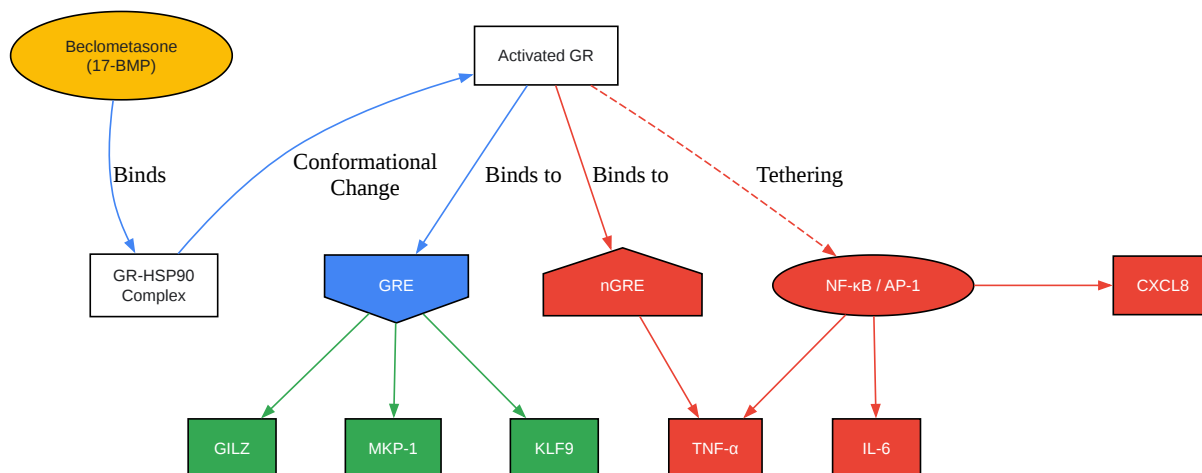 Beclometasone
(17-BMP)
Activated GR
Binds
Conformational
Change
Binds to
Binds to
Tethering
GR-HSP90
Complex
GRE
nGRE
NF-κB / AP-1
CXCL8
GILZ
MKP-1
KLF9
TNF-α
IL-6